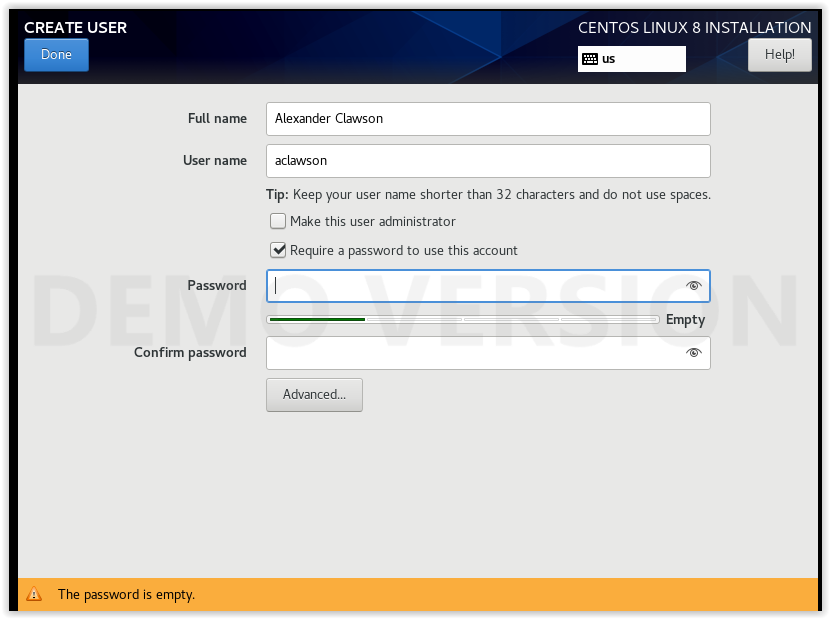 CREATE USER
CENTOS LINUX 8 INSTALLATION
Done
us
Help!
Full name
Alexander Clawson
User name
aclawson
Tip: Keep your user name shorter than 32 characters and do not use spaces.
Make this user administrator
Require a password to use this account
Password
DEMO VERSION
Empty
Confirm password
Advanced...
The password is empty.